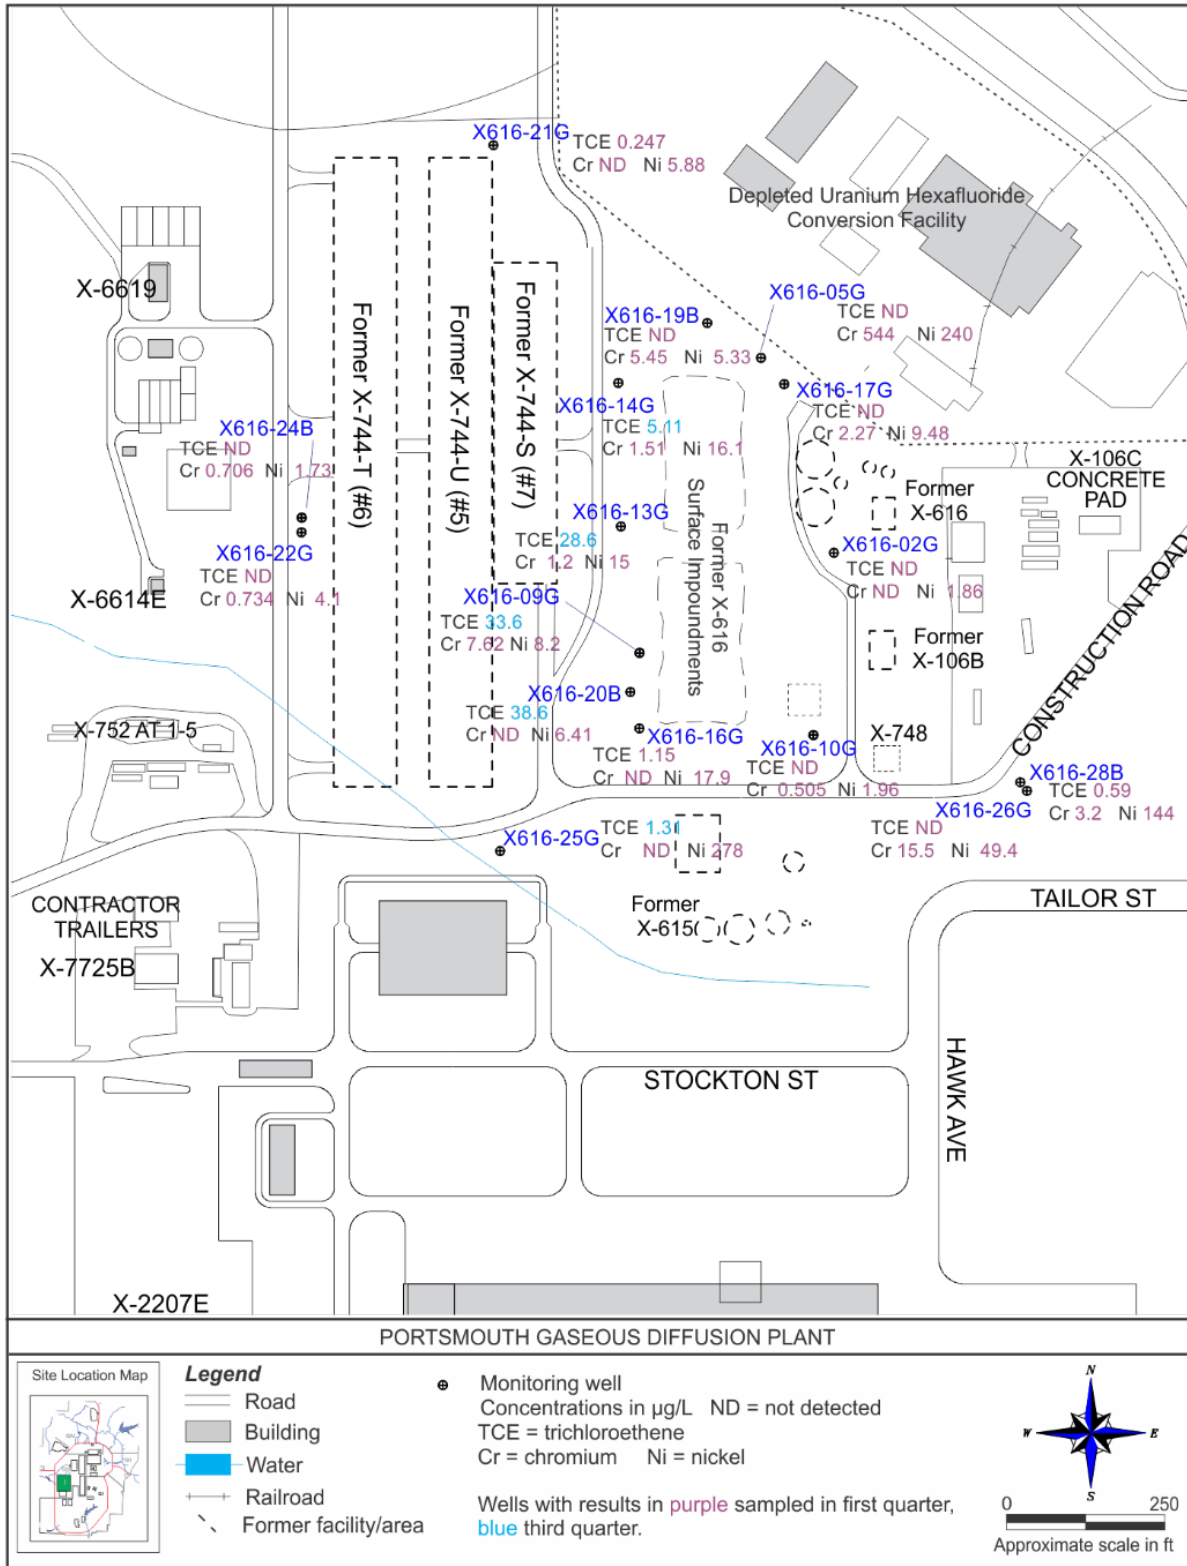 X616-21G
TCE 0.247
Cr ND Ni 5.88
Depleted Uranium Hexafluoride
Conversion Facility
X-6619
X616-05G
TCE ND
Cr 544 Ni 240
X616-19B
TCE ND
Cr 5.45 Ni 5.33
Former X-744-T (#6)
Former X-744-U (#5)
Former X-744-S (#7)
X616-14G
TCE 5.11
Cr 1.51 Ni 16.1
X616-17G
TCE ND
Cr 2.27 Ni 9.48
X616-24B
TCE ND
Cr 0.706 Ni 1.73
X-106C
CONCRETE
PAD
Former
X-616
Former X-616
Surface Impoundments
X616-13G
TCE 28.6
Cr 1.2 Ni 15
X616-22G
TCE ND
Cr 0.734 Ni 4.1
X616-02G
TCE ND
Cr ND Ni 1.86
X-6614E
X616-09G
TCE 33.6
Cr 7.62 Ni 8.2
Former
X-106B
CONSTRUCTION ROAD
X616-20B
TCE 38.6
Cr ND Ni 6.41
X-752 AT 1-5
X616-16G
TCE 1.15
Cr ND Ni 17.9
X616-10G
TCE ND
Cr 0.505 Ni 1.96
X-748
X616-28B
TCE 0.59
Cr 3.2 Ni 144
X616-26G
TCE ND
Cr 15.5 Ni 49.4
X616-25G
TCE 1.31
Cr ND Ni 278
CONTRACTOR
TRAILERS
X-7725B
Former
X-615
TAILOR ST
HAWK AVE
STOCKTON ST
X-2207E
PORTSMOUTH GASEOUS DIFFUSION PLANT
Site Location Map
Legend
Road
Building
Water
Railroad
Former facility/area
Monitoring well
Concentrations in µg/L ND = not detected
TCE = trichloroethene
Cr = chromium Ni = nickel
Wells with results in purple sampled in first quarter,
blue third quarter.
N
W
E
S
0 250
Approximate scale in ft